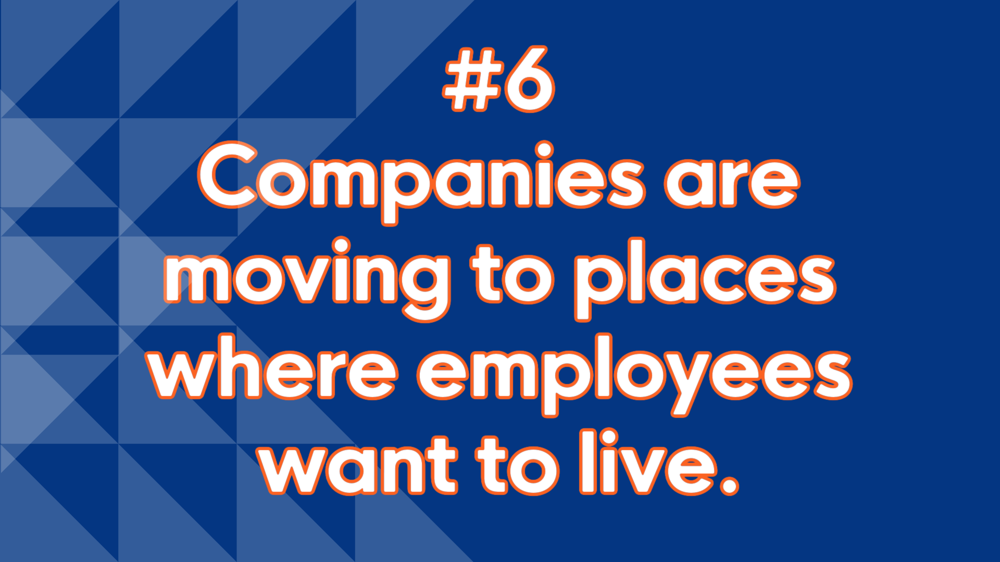 #6
Companies are
moving to places
where employees
want to live.